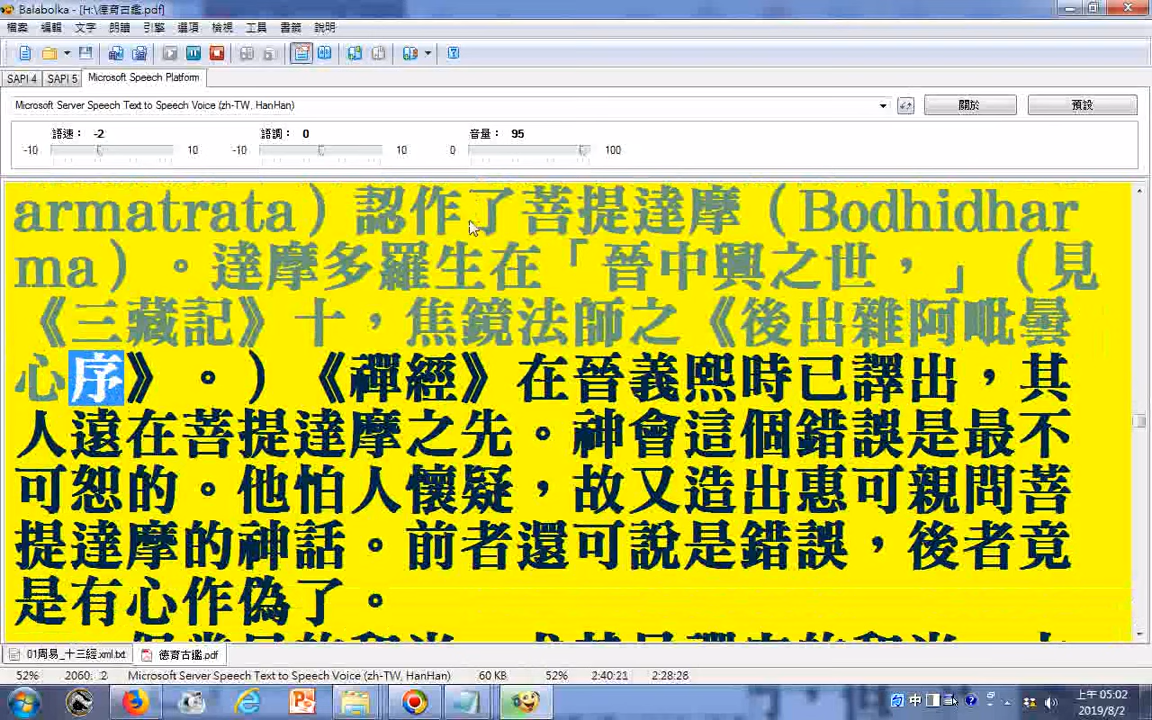 Balabolka - [H:\德育古鑑.pdf]
檔案 編輯 文字 朗讀 引擎 選項 檢視 工具 書籤 說明
SAPI 4 SAPI 5 Microsoft Speech Platform
Microsoft Server Speech Text to Speech Voice (zh-TW, HanHan) 關於 預設
語速： -2 語調： 0 音量： 95
-10 10 -10 10 0 100
armatrata）認作了菩提達摩（Bodhidhar
ma）。達摩多羅生在「晉中興之世，」（見
《三藏記》十，焦鏡法師之《後出雜阿毗曇
心序》。）《禪經》在晉義熙時已譯出，其
人遠在菩提達摩之先。神會這個錯誤是最不
可恕的。他怕人懷疑，故又造出惠可親問菩
提達摩的神話。前者還可說是錯誤，後者竟
是有心作偽了。
01周易_十三經.xml.txt 德育古鑑.pdf
52% 2060: 2 Microsoft Server Speech Text to Speech Voice (zh-TW, HanHan) 60 KB 52% 2:40:21 2:28:28
中 上午 05:02
2019/8/2